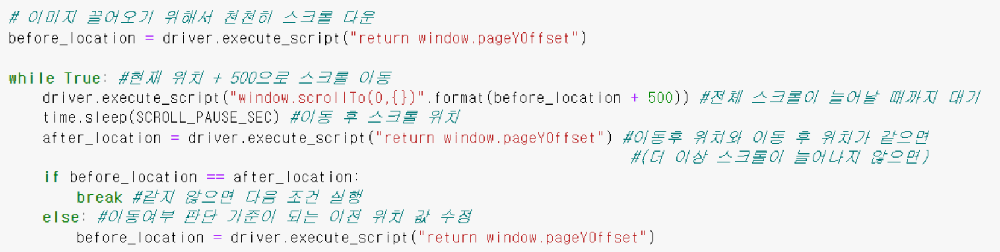 # 이미지 끌어오기 위해서 천천히 스크롤 다운
before_location = driver.execute_script("return window.pageYOffset")
while True: #현재 위치 + 500으로 스크롤 이동
driver.execute_script("window.scrollTo(0,{})".format(before_location + 500)) #전체 스크롤이 늘어날 때까지 대기
time.sleep(SCROLL_PAUSE_SEC) #이동 후 스크롤 위치
after_location = driver.execute_script("return window.pageYOffset") #이동후 위치와 이동 후 위치가 같으면
#(더 이상 스크롤이 늘어나지 않으면)
if before_location == after_location:
break #같지 않으면 다음 조건 실행
else: #이동여부 판단 기준이 되는 이전 위치 값 수정
before_location = driver.execute_script("return window.pageYOffset")